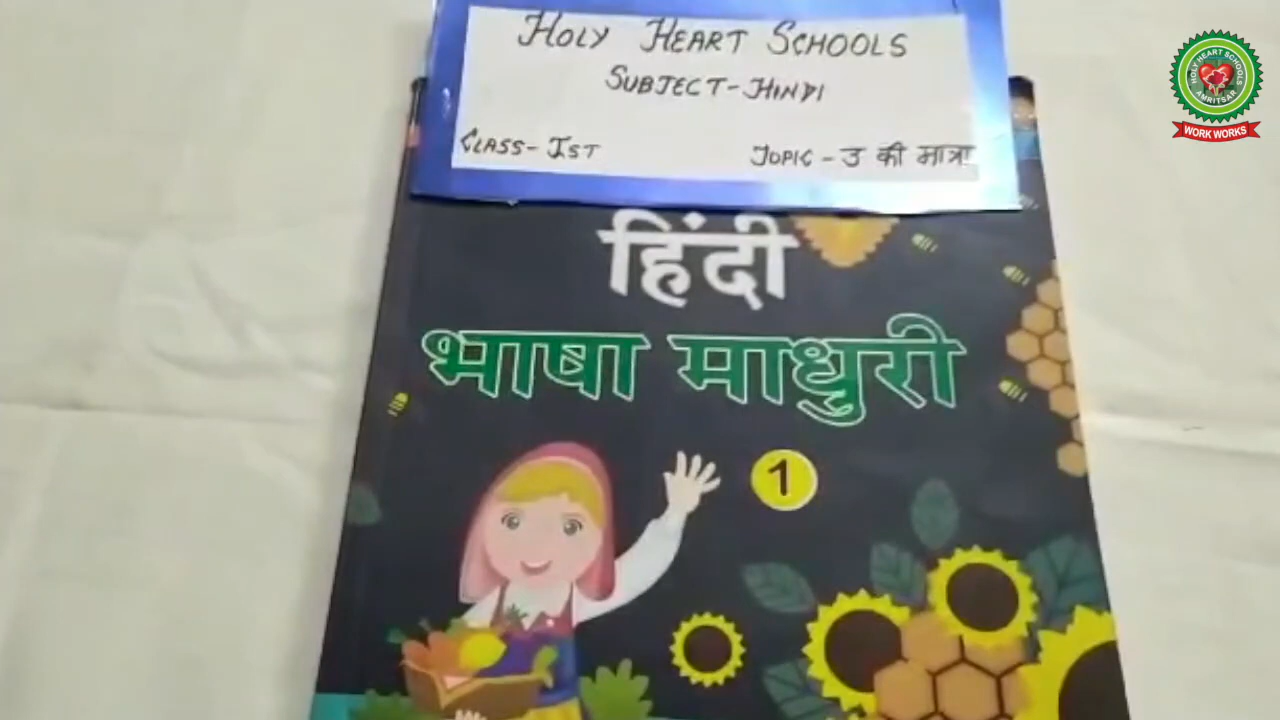 HOLY HEART SCHOOLS
SUBJECT-HINDI
CLASS-IST
TOPIC - उ की मात्रा
हिंदी
भाषा माधुरी
1
HOLY HEART SCHOOLS
AMRITSAR
WORK WORKS